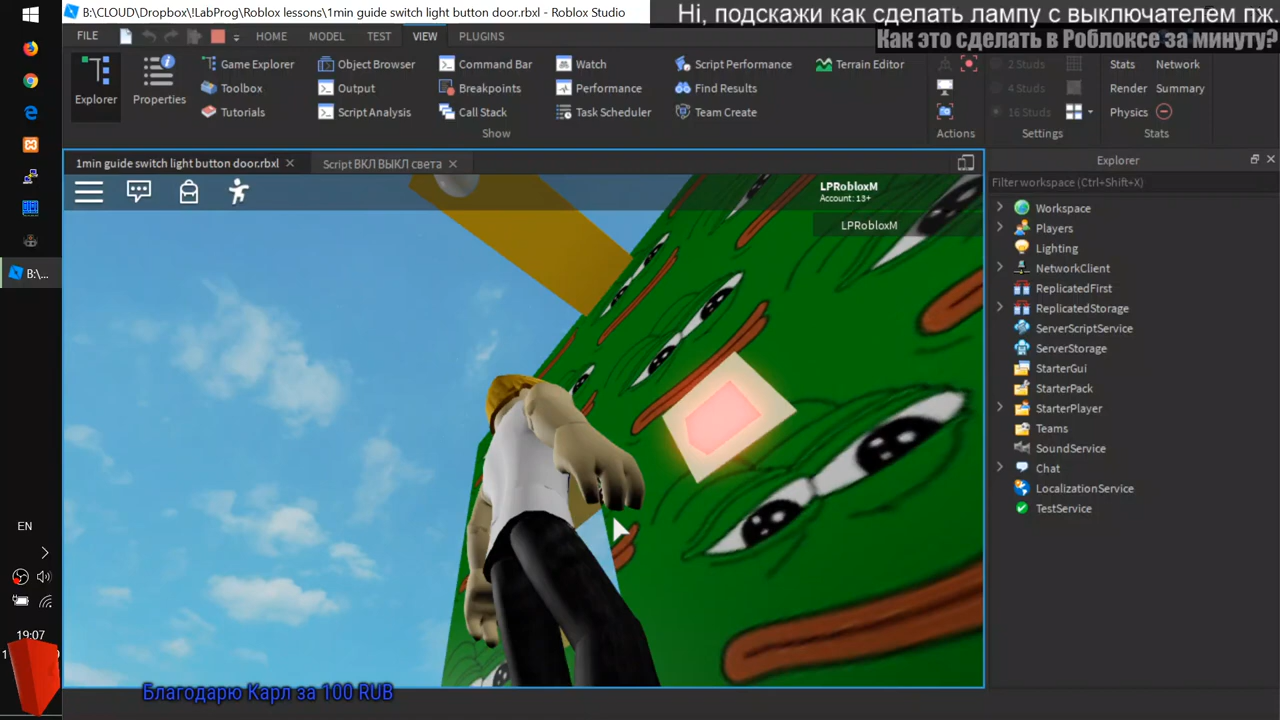 B:\CLOUD\Dropbox\!LabProg\Roblox lessons\1min guide switch light button door.rbxl - Roblox Studio
Hi, подскажи как сделать лампу с выключателем пж.
Как это сделать в Роблоксе за минуту?
FILE HOME MODEL TEST VIEW PLUGINS
Explorer
Properties
Game Explorer
Toolbox
Tutorials
Object Browser
Output
Script Analysis
Command Bar
Breakpoints
Call Stack
Watch
Performance
Task Scheduler
Script Performance
Find Results
Team Create
Terrain Editor
Show
Actions
2 Studs
4 Studs
16 Studs
Settings
Stats
Network
Render
Summary
Physics
Stats
1min guide switch light button door.rbxl
Script ВКЛ ВЫКЛ света
LPRobloxM
Account: 13+
LPRobloxM
Explorer
Filter workspace (Ctrl+Shift+X)
Workspace
Players
Lighting
NetworkClient
ReplicatedFirst
ReplicatedStorage
ServerScriptService
ServerStorage
StarterGui
StarterPack
StarterPlayer
Teams
SoundService
Chat
LocalizationService
TestService
B:\...
EN
19:07
Благодарю Карл за 100 RUB